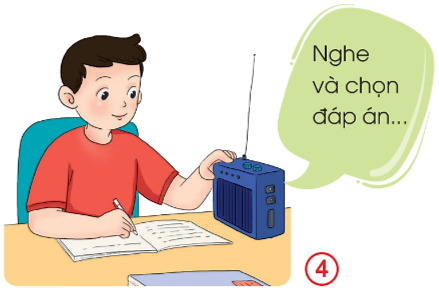 Nghe
và chọn
đáp án...
4